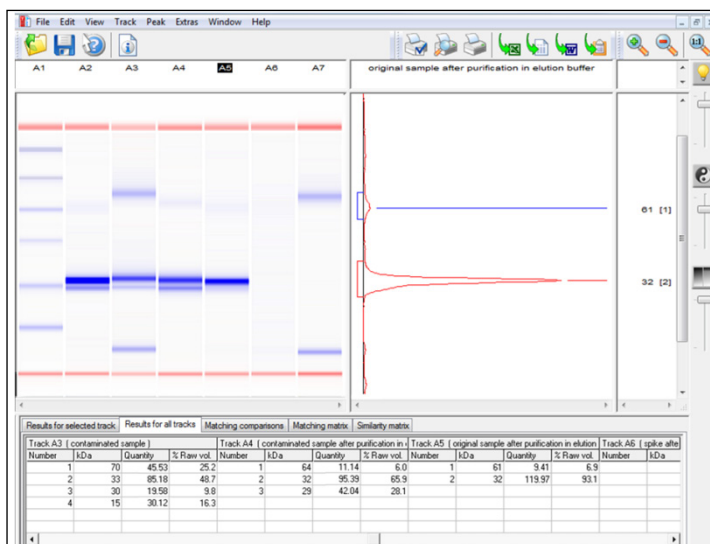 File Edit View Track Peak Extras Window Help
A1 A2 A3 A4 A5 A6 A7 original sample after purification in elution buffer
61 [1]
32 [2]
Results for selected track Results for all tracks Matching comparisons Matching matrix Similarity matrix
Track A3 ( contaminated sample ) Track A4 ( contaminated sample after purification in Track A5 ( original sample after purification in elution Track A6 ( spike afte
Number kDa Quantity % Raw vol. Number kDa Quantity % Raw vol. Number kDa Quantity % Raw vol. Number kDa
1 70 45.53 25.2 1 64 11.14 6.0 1 61 9.41 6.9
2 33 85.18 48.7 2 32 95.39 65.9 2 32 119.97 93.1
3 30 19.58 9.8 3 29 42.04 28.1
4 15 30.12 16.3